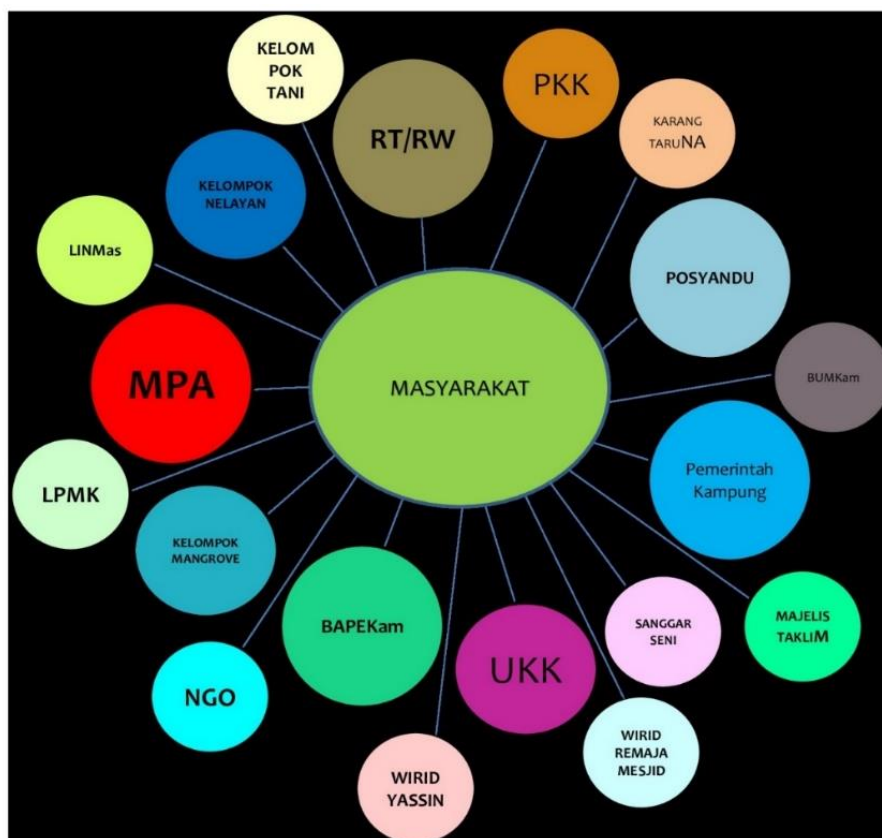 KELOM
POK
TANI
RT/RW
PKK
KARANG
TARUNA
KELOMPOK
NELAYAN
POSYANDU
LINMas
MPA
MASYARAKAT
BUMKam
Pemerintah
Kampung
LPMK
KELOMPOK
MANGROVE
BAPEKam
UKK
SANGGAR
SENI
MAJELIS
TAKLIM
NGO
WIRID
YASSIN
WIRID
REMAJA
MESJID